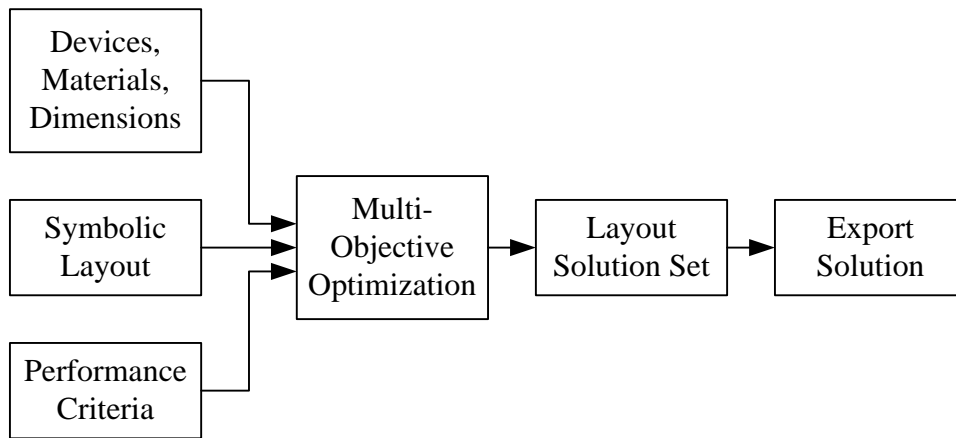 Devices,
Materials,
Dimensions
Symbolic
Layout
Performance
Criteria
Multi-
Objective
Optimization
Layout
Solution Set
Export
Solution